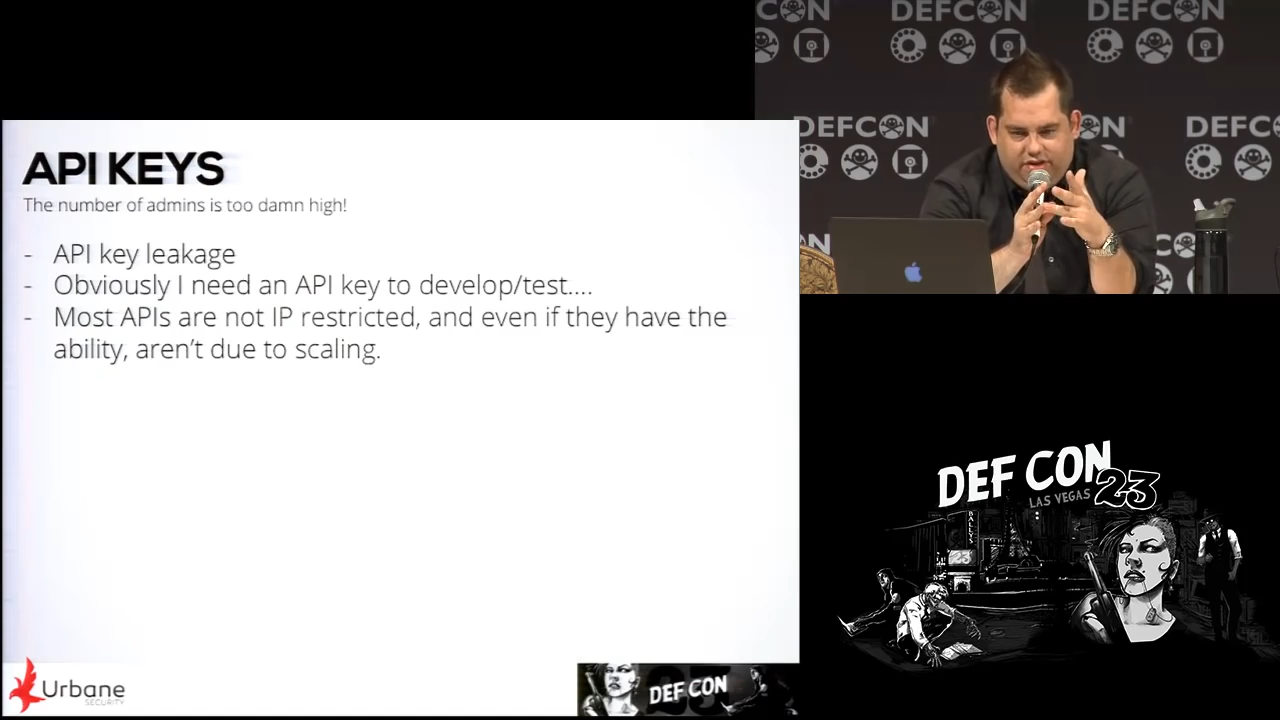 DEFCON
DEFCON
DEFCON
DEFCON
API KEYS
The number of admins is too damn high!
- API key leakage
- Obviously I need an API key to develop/test....
- Most APIs are not IP restricted, and even if they have the
ability, aren't due to scaling.
DEF CON
23
LAS VEGAS
BALLYS
23
Urbane
SECURITY
DEF CON